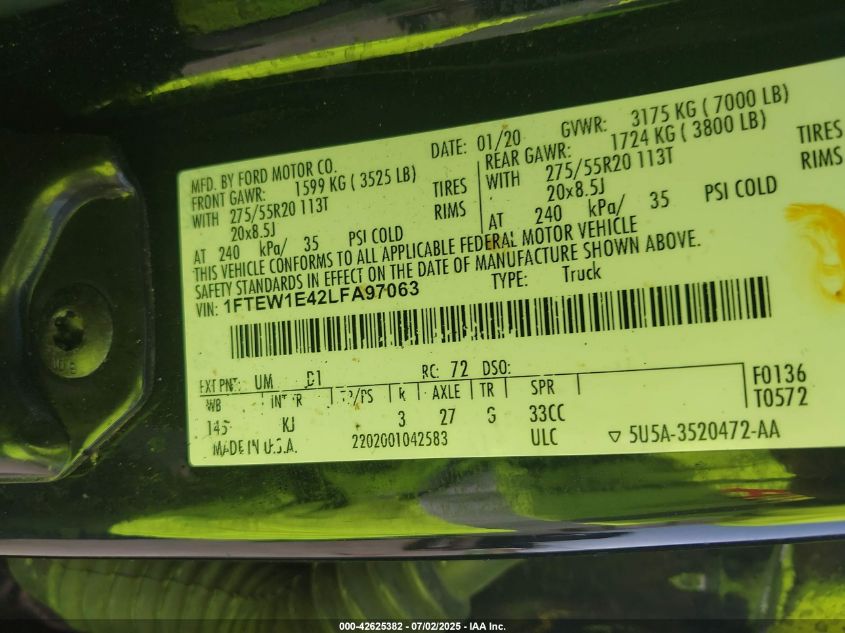 MFD. BY FORD MOTOR CO.
DATE: 01/20
GVWR: 3175 KG ( 7000 LB)
FRONT GAWR: 1599 KG ( 3525 LB)
REAR GAWR: 1724 KG ( 3800 LB)
WITH 275/55R20 113T TIRES
WITH 275/55R20 113T TIRES
20x8.5J RIMS
20x8.5J RIMS
AT 240 kPa/ 35 PSI COLD
AT 240 kPa/ 35 PSI COLD
THIS VEHICLE CONFORMS TO ALL APPLICABLE FEDERAL MOTOR VEHICLE
SAFETY STANDARDS IN EFFECT ON THE DATE OF MANUFACTURE SHOWN ABOVE.
VIN: 1FTEW1E42LFA97063
TYPE: Truck
EXT PNT: UM RC: 72 DSO:
WB AXLE TR SPR
145 KJ 3 27 G 33CC
F0136
T0572
MADE IN U.S.A.
2202001042583
ULC
5U5A-3520472-AA
000-42625382 - 07/02/2025 - IAA Inc.